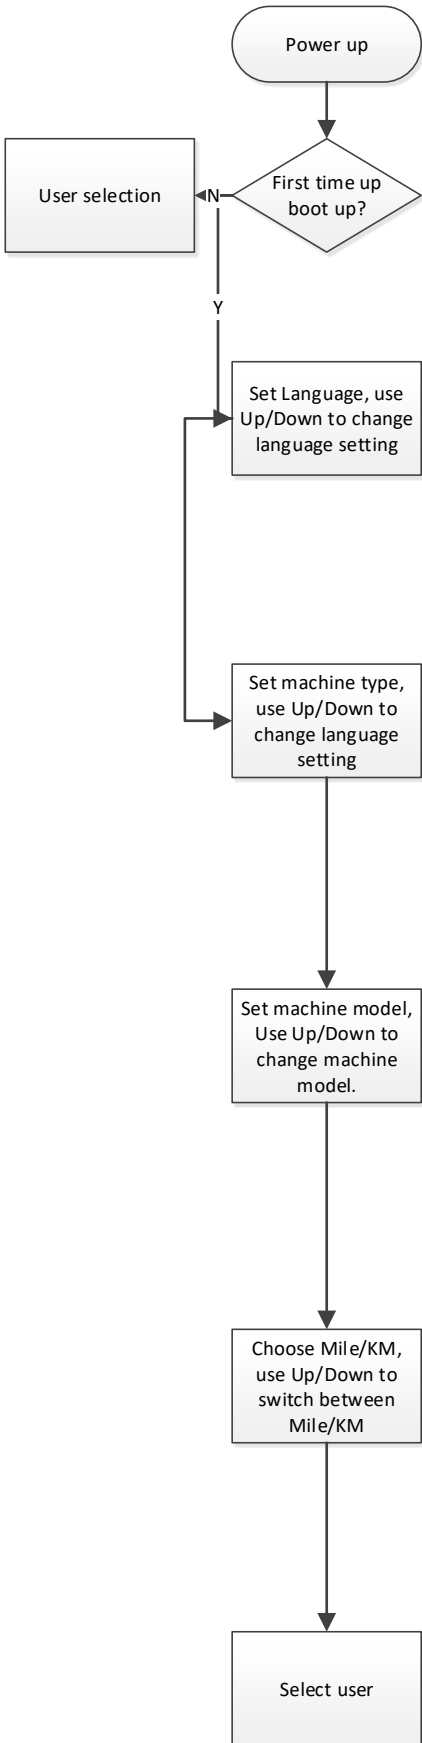 Power up
First time up
boot up?
N
User selection
Y
Set Language, use
Up/Down to change
language setting
Set machine type,
use Up/Down to
change language
setting
Set machine model,
Use Up/Down to
change machine
model.
Choose Mile/KM,
use Up/Down to
switch between
Mile/KM
Select user